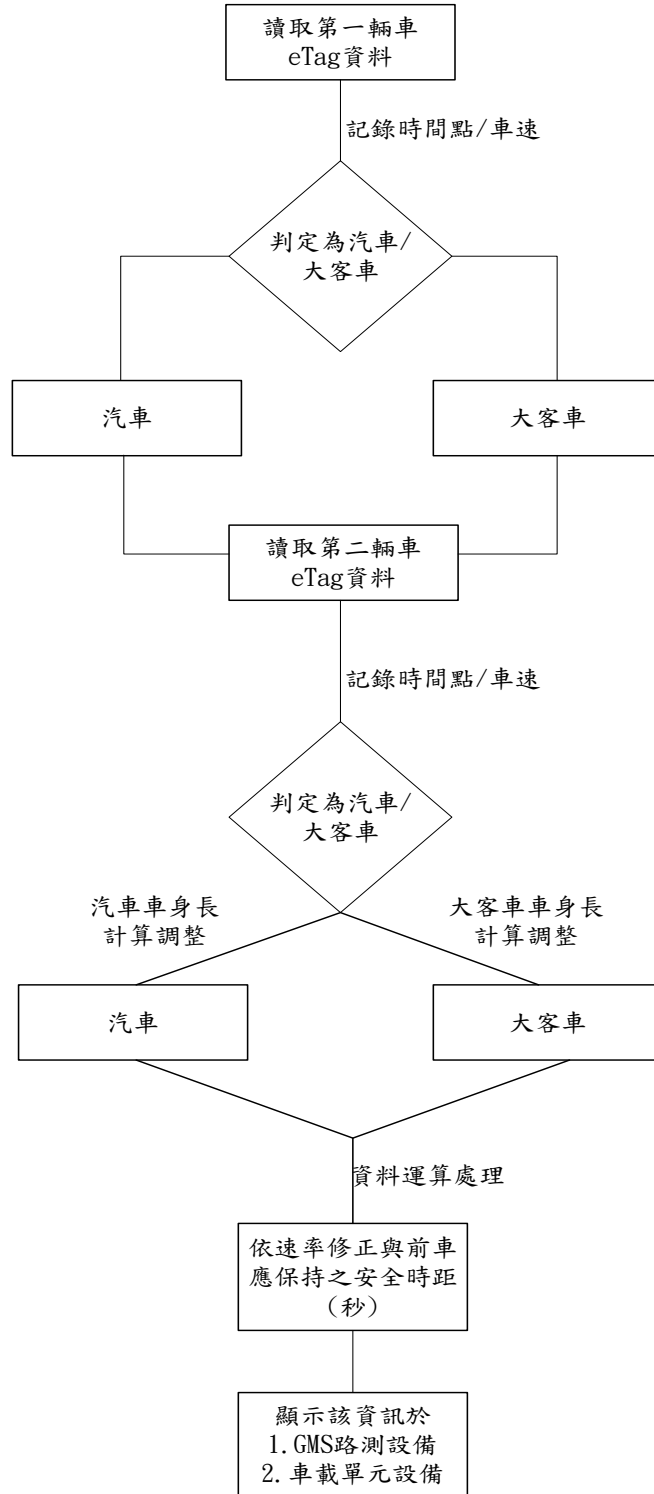 讀取第一輛車
eTag資料
記錄時間點/車速
判定為汽車/
大客車
汽車
大客車
讀取第二輛車
eTag資料
記錄時間點/車速
判定為汽車/
大客車
汽車車身長
計算調整
大客車車身長
計算調整
汽車
大客車
資料運算處理
依速率修正與前車
應保持之安全時距
(秒)
顯示該資訊於
1.GMS路測設備
2.車載單元設備